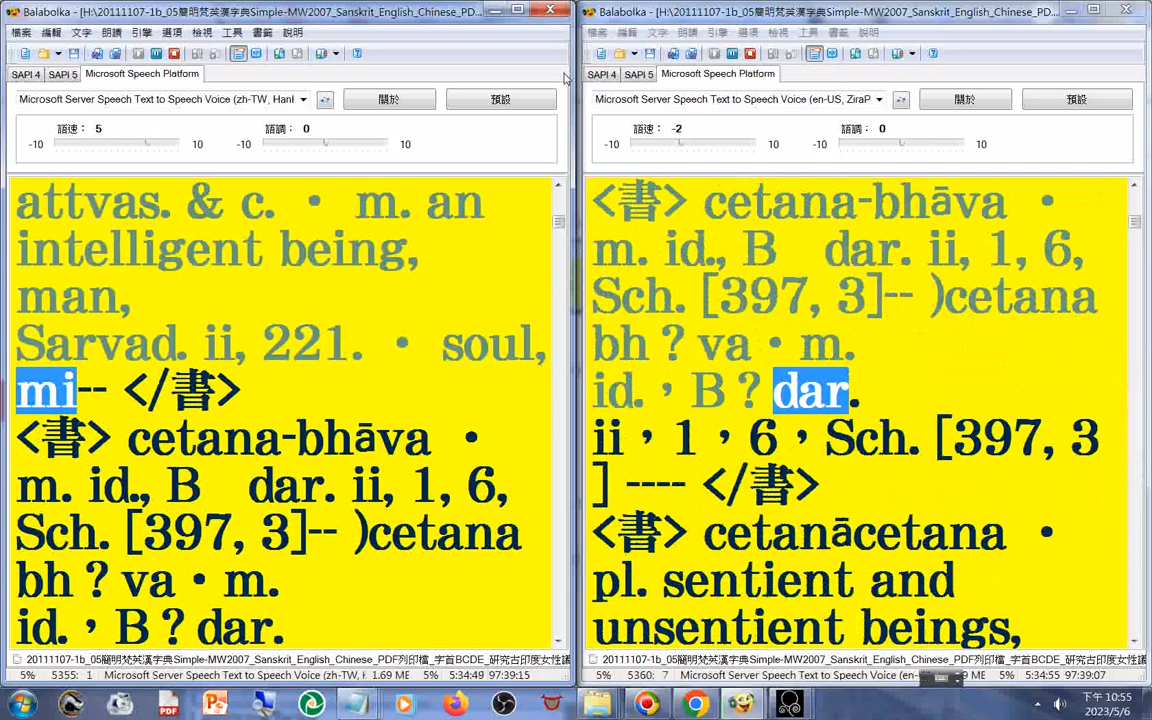 Balabolka - [H:\20111107-1b_05簡明梵英漢字典Simple-MW2007_Sanskrit_English_Chinese_PD...
檔案 編輯 文字 朗讀 引擎 選項 檢視 工具 書籤 說明
SAPI 4 SAPI 5 Microsoft Speech Platform
Microsoft Server Speech Text to Speech Voice (zh-TW, HanH
關於
預設
語速： 5
語調： 0
-10 10 -10 10
attvas. & c. • m. an
intelligent being,
man,
Sarvad. ii, 221. • soul,
mi-- </書>
<書> cetana-bhāva •
m. id., B dar. ii, 1, 6,
Sch. [397, 3]-- )cetana
bh？va • m.
id.，B？dar.
20111107-1b_05簡明梵英漢字典Simple-MW2007_Sanskrit_English_Chinese_PDF列印檔_字首BCDE_研究古印度女性議
5% 5355: 1 Microsoft Server Speech Text to Speech Voice (zh-TW, H 1.69 MB 5% 5:34:49 97:39:15
Balabolka - [H:\20111107-1b_05簡明梵英漢字典Simple-MW2007_Sanskrit_English_Chinese_PD...
檔案 編輯 文字 朗讀 引擎 選項 檢視 工具 書籤 說明
SAPI 4 SAPI 5 Microsoft Speech Platform
Microsoft Server Speech Text to Speech Voice (en-US, ZiraP
關於
預設
語速： -2
語調： 0
-10 10 -10 10
<書> cetana-bhāva •
m. id., B dar. ii, 1, 6,
Sch. [397, 3]-- )cetana
bh？va • m.
id.，B？dar.
ii，1，6，Sch. [397, 3
] ---- </書>
<書> cetanācetana •
pl. sentient and
unsentient beings,
20111107-1b_05簡明梵英漢字典Simple-MW2007_Sanskrit_English_Chinese_PDF列印檔_字首BCDE_研究古印度女性議
5% 5360: 7 Microsoft Server Speech Text to Speech Voice (en-US 9 MB 5% 5:34:55 97:39:07
PDF
下午 10:55
2023/5/6